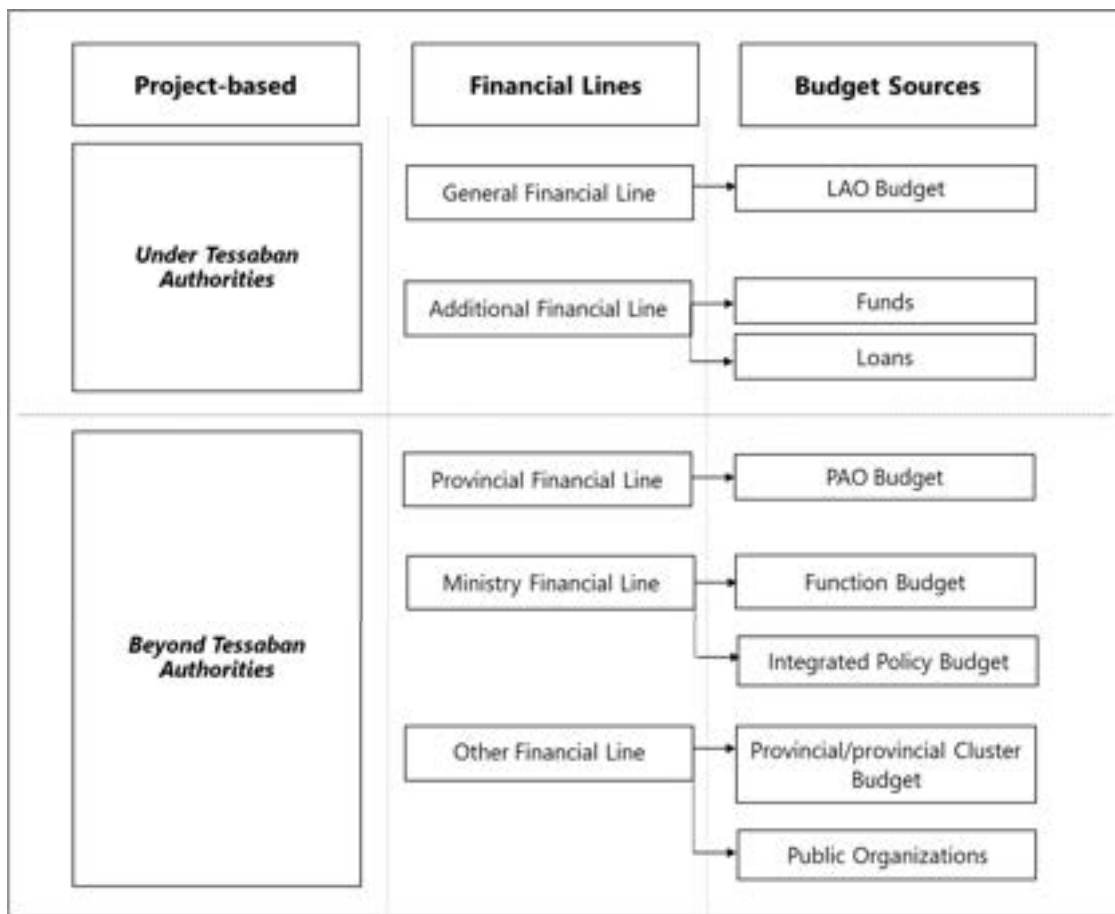 Project-based
Financial Lines
Budget Sources
Under Tessaban
Authorities
General Financial Line
LAO Budget
Additional Financial Line
Funds
Loans
Beyond Tessaban
Authorities
Provincial Financial Line
PAO Budget
Ministry Financial Line
Function Budget
Integrated Policy Budget
Other Financial Line
Provincial/provincial Cluster
Budget
Public Organizations